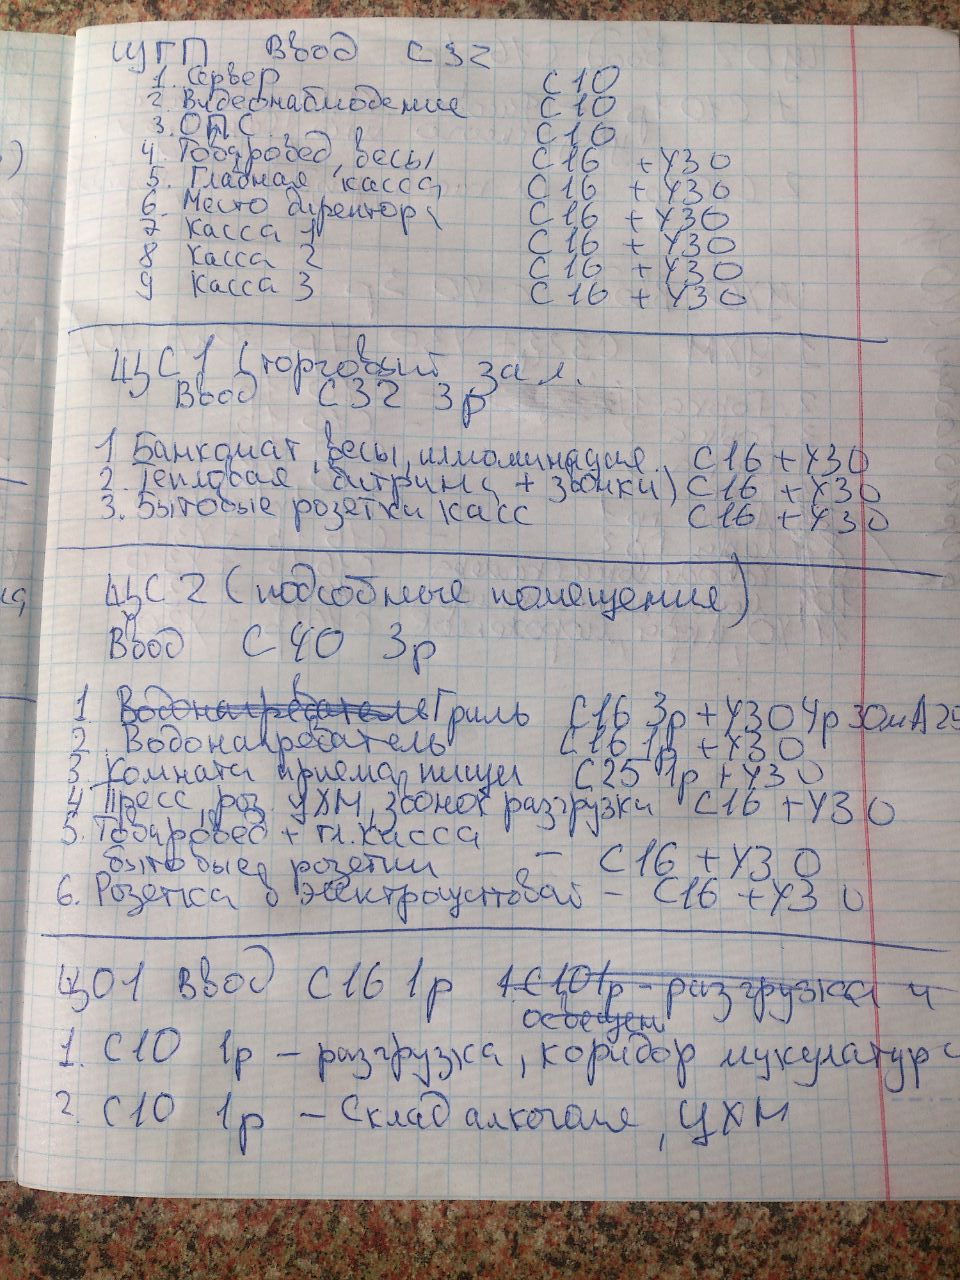 ЩГП Ввод С32
1. Сервер С10
2. Видеонаблюдение С10
3. ОПС С10
4. Товаровед, весы С16 +УЗО
5. Главная касса С16 +УЗО
6. Место директора С16 +УЗО
7 Касса 1 С16 +УЗО
8 Касса 2 С16 +УЗО
9 Касса 3 С16 +УЗО
ЩС1 (торговый зал.
Ввод С32 3р
1 Банкомат, весы, иллюминация С16 +УЗО
2. Тепловая витрина + звонки) С16 +УЗО
3. Бытовые розетки касс С16 +УЗО
ЩС2 (подсобные помещения)
Ввод С40 3р
1 Водонагреватель Гриль С16 3р +УЗО 4р 30мА 25
2. Водонагреватель С16 1р +УЗО
3. Комната приема пищи С25 1р +УЗО
4 Пресс, роз. ЦХМ, звонок разгрузки С16 +УЗО
5. Товаровед + гл. касса
бытовые розетки – С16 +УЗО
6. Розетка в электрощитовой – С16 +УЗО
ЩО1 Ввод С16 1р 1 С10 1р – разгрузка и
освещен
1. С10 1р – разгрузка, коридор
2. С10 1р – Склад алкоголя, ЦХМ